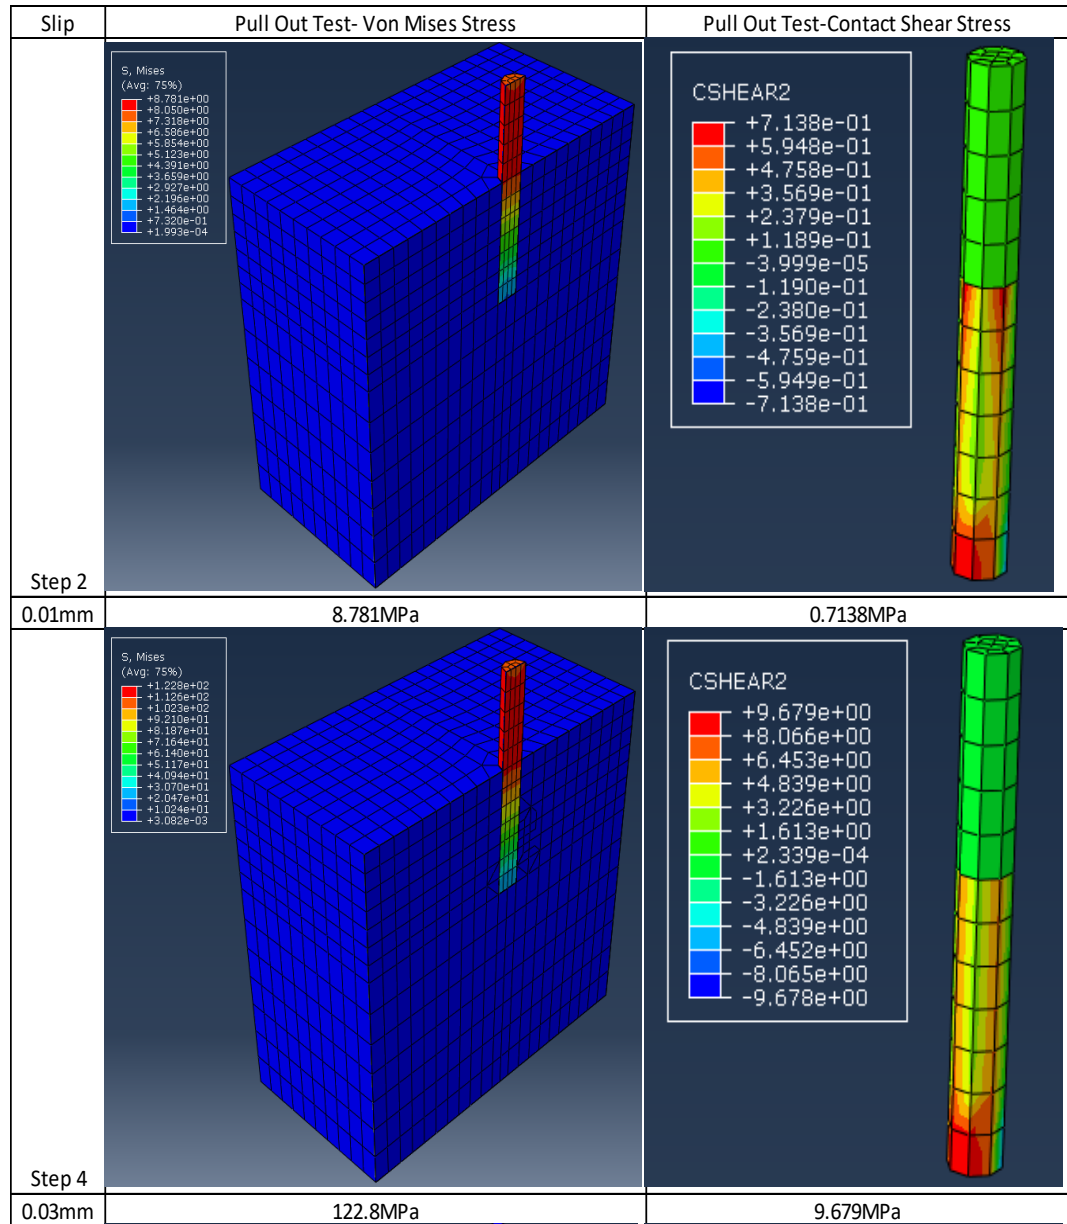 Slip Pull Out Test- Von Mises Stress Pull Out Test-Contact Shear Stress
S, Mises
(Avg: 75%)
+8.781e+00
+8.050e+00
+7.318e+00
+6.586e+00
+5.854e+00
+5.123e+00
+4.391e+00
+3.659e+00
+2.927e+00
+2.196e+00
+1.464e+00
+7.320e-01
+1.993e-04
CSHEAR2
+7.138e-01
+5.948e-01
+4.758e-01
+3.569e-01
+2.379e-01
+1.189e-01
-3.999e-05
-1.190e-01
-2.380e-01
-3.569e-01
-4.759e-01
-5.949e-01
-7.138e-01
Step 2
0.01mm 8.781MPa 0.7138MPa
S, Mises
(Avg: 75%)
+1.228e+02
+1.126e+02
+1.023e+02
+9.210e+01
+8.187e+01
+7.164e+01
+6.140e+01
+5.117e+01
+4.094e+01
+3.070e+01
+2.047e+01
+1.024e+01
+3.082e-03
CSHEAR2
+9.679e+00
+8.066e+00
+6.453e+00
+4.839e+00
+3.226e+00
+1.613e+00
+2.339e-04
-1.613e+00
-3.226e+00
-4.839e+00
-6.452e+00
-8.065e+00
-9.678e+00
Step 4
0.03mm 122.8MPa 9.679MPa